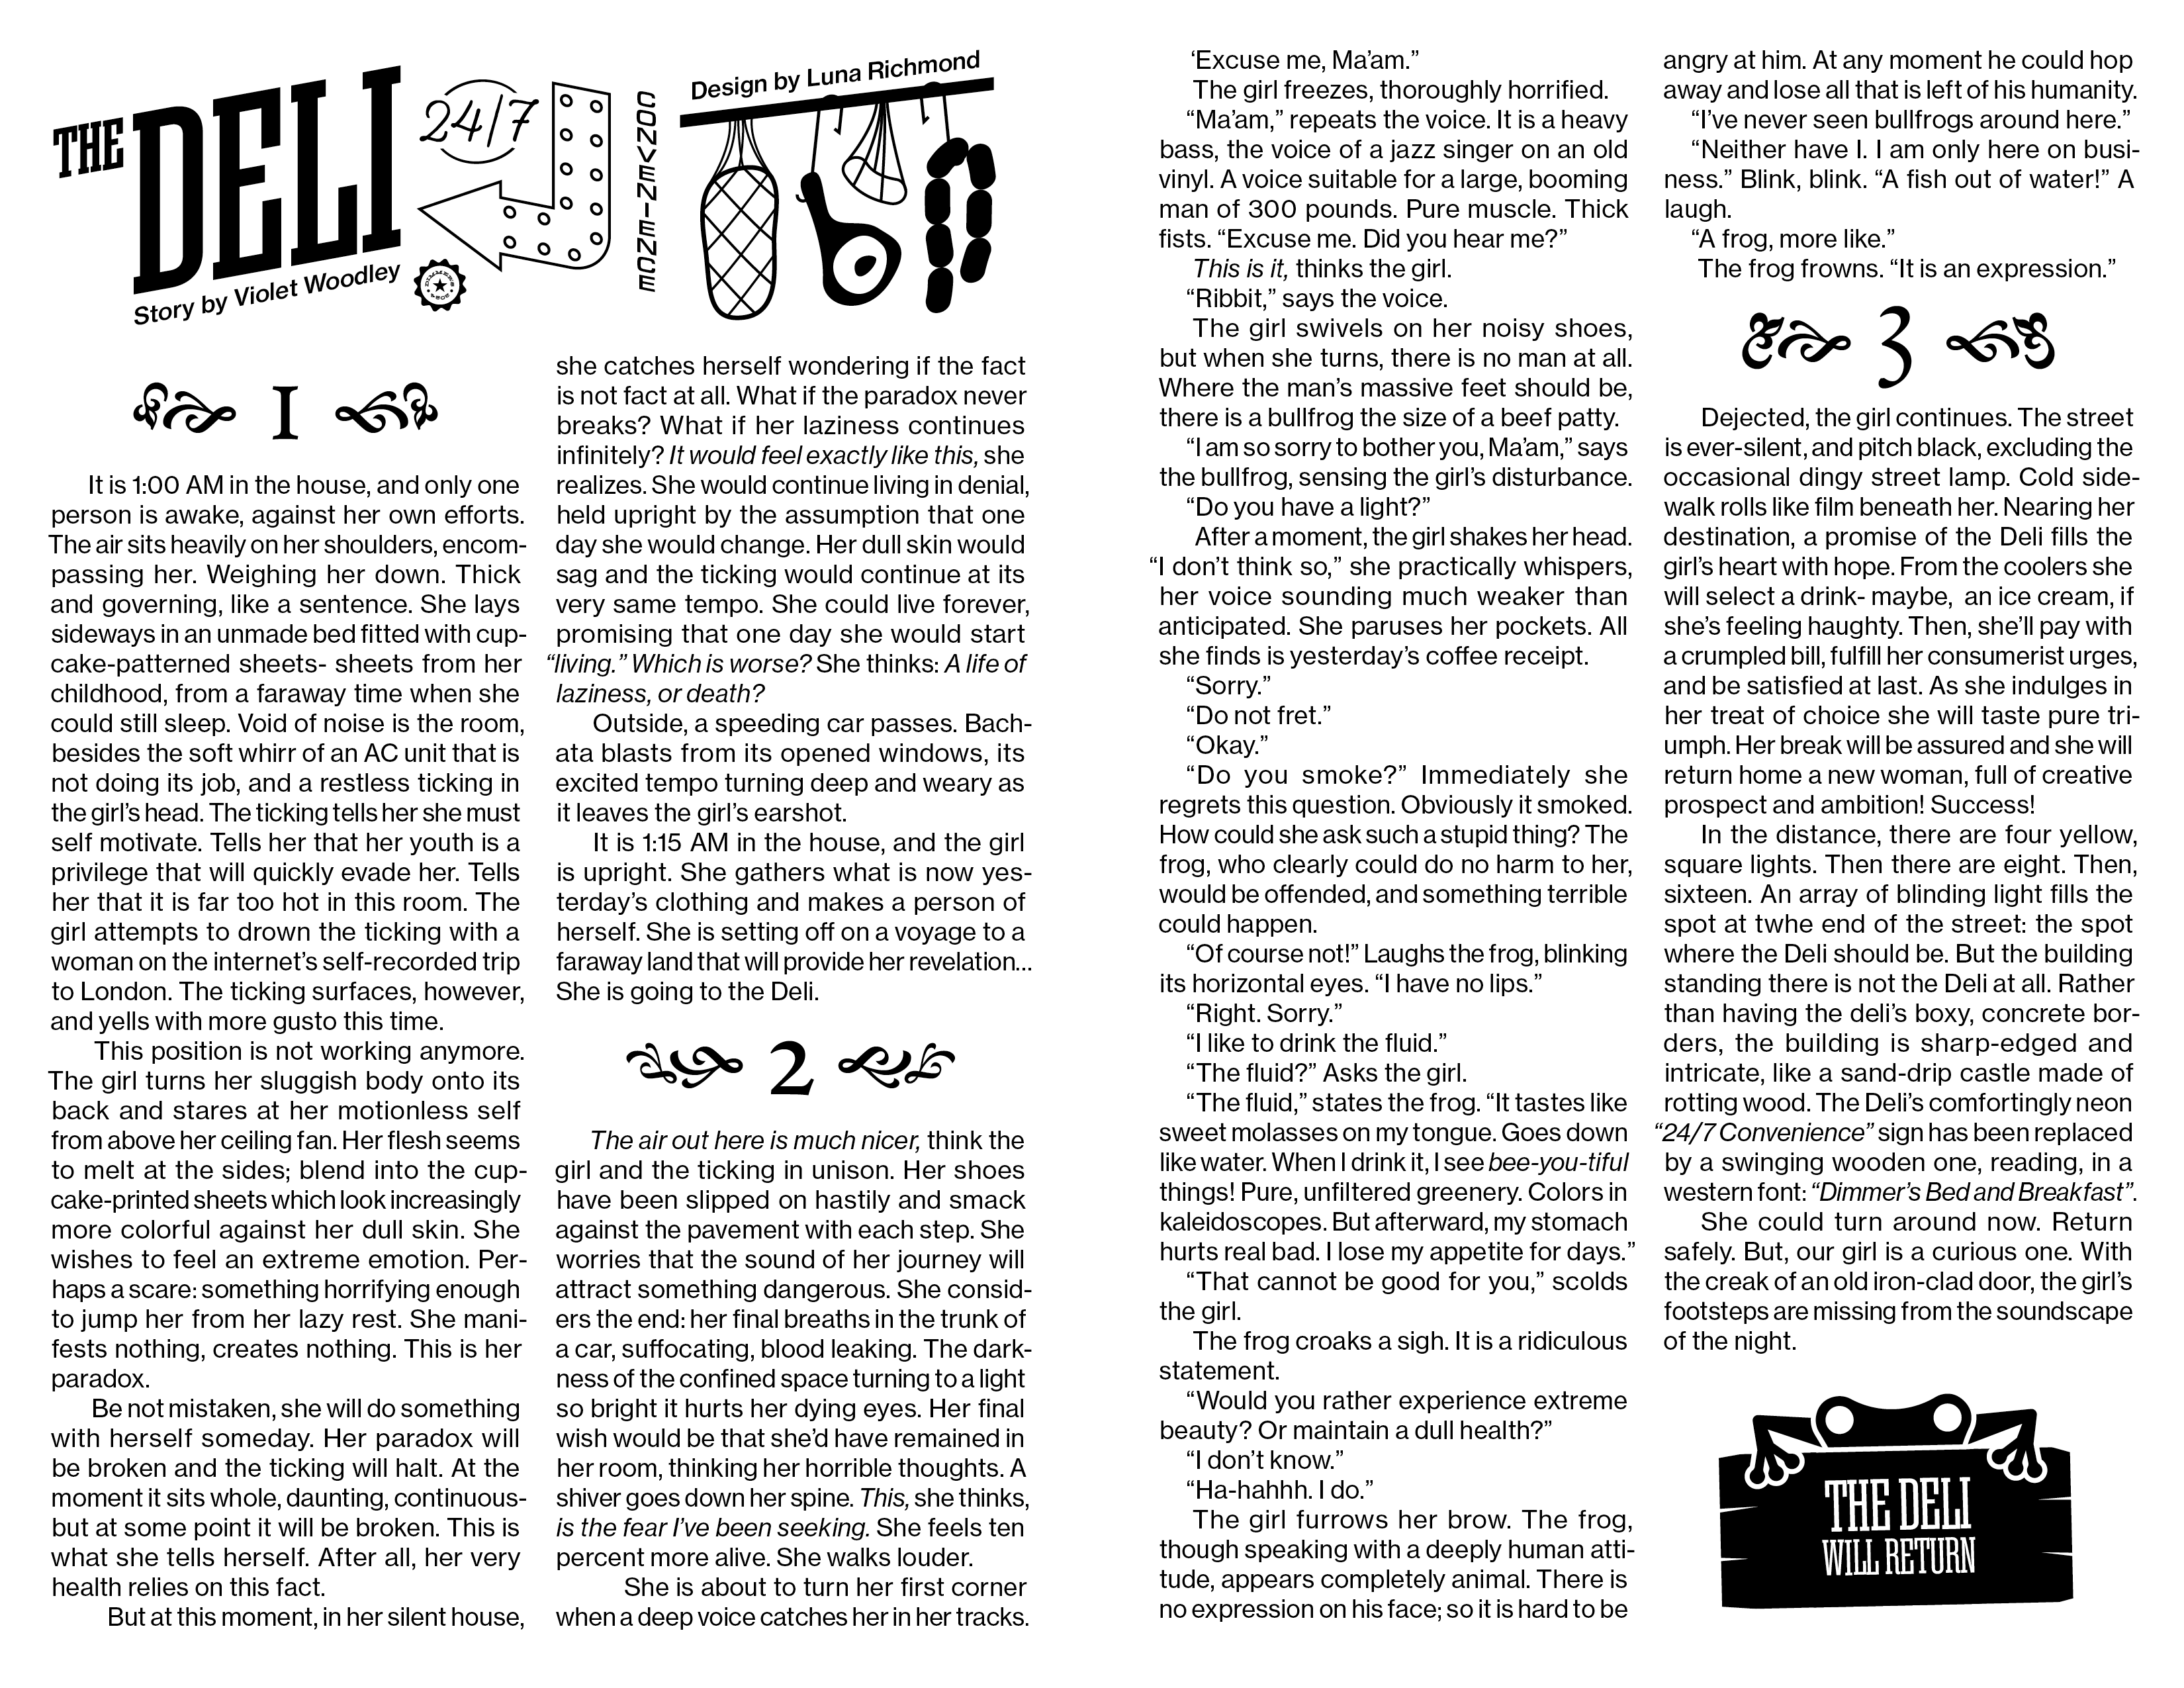 THE DELI
Story by Violet Woodley
24/7
CONVENIENCE
Design by Luna Richmond
1
It is 1:00 AM in the house, and only one
person is awake, against her own efforts.
The air sits heavily on her shoulders, encom-
passing her. Weighing her down. Thick
and governing, like a sentence. She lays
sideways in an unmade bed fitted with cup-
cake-patterned sheets- sheets from her
childhood, from a faraway time when she
could still sleep. Void of noise is the room,
besides the soft whirr of an AC unit that is
not doing its job, and a restless ticking in
the girl's head. The ticking tells her she must
self motivate. Tells her that her youth is a
privilege that will quickly evade her. Tells
her that it is far too hot in this room. The
girl attempts to drown the ticking with a
woman on the internet's self-recorded trip
to London. The ticking surfaces, however,
and yells with more gusto this time.
This position is not working anymore.
The girl turns her sluggish body onto its
back and stares at her motionless self
from above her ceiling fan. Her flesh seems
to melt at the sides; blend into the cup-
cake-printed sheets which look increasingly
more colorful against her dull skin. She
wishes to feel an extreme emotion. Per-
haps a scare: something horrifying enough
to jump her from her lazy rest. She mani-
fests nothing, creates nothing. This is her
paradox.
Be not mistaken, she will do something
with herself someday. Her paradox will
be broken and the ticking will halt. At the
moment it sits whole, daunting, continuous-
but at some point it will be broken. This is
what she tells herself. After all, her very
health relies on this fact.
But at this moment, in her silent house,
she catches herself wondering if the fact
is not fact at all. What if the paradox never
breaks? What if her laziness continues
infinitely? It would feel exactly like this, she
realizes. She would continue living in denial,
held upright by the assumption that one
day she would change. Her dull skin would
sag and the ticking would continue at its
very same tempo. She could live forever,
promising that one day she would start
“living.” Which is worse? She thinks: A life of
laziness, or death?
Outside, a speeding car passes. Bach-
ata blasts from its opened windows, its
excited tempo turning deep and weary as
it leaves the girl's earshot.
It is 1:15 AM in the house, and the girl
is upright. She gathers what is now yes-
terday's clothing and makes a person of
herself. She is setting off on a voyage to a
faraway land that will provide her revelation...
She is going to the Deli.
2
The air out here is much nicer, think the
girl and the ticking in unison. Her shoes
have been slipped on hastily and smack
against the pavement with each step. She
worries that the sound of her journey will
attract something dangerous. She consid-
ers the end: her final breaths in the trunk of
a car, suffocating, blood leaking. The dark-
ness of the confined space turning to a light
so bright it hurts her dying eyes. Her final
wish would be that she'd have remained in
her room, thinking her horrible thoughts. A
shiver goes down her spine. This, she thinks,
is the fear I've been seeking. She feels ten
percent more alive. She walks louder.
She is about to turn her first corner
when a deep voice catches her in her tracks.
‘Excuse me, Ma'am.”
The girl freezes, thoroughly horrified.
“Ma'am,” repeats the voice. It is a heavy
bass, the voice of a jazz singer on an old
vinyl. A voice suitable for a large, booming
man of 300 pounds. Pure muscle. Thick
fists. “Excuse me. Did you hear me?”
This is it, thinks the girl.
“Ribbit,” says the voice.
The girl swivels on her noisy shoes,
but when she turns, there is no man at all.
Where the man's massive feet should be,
there is a bullfrog the size of a beef patty.
“I am so sorry to bother you, Ma'am,” says
the bullfrog, sensing the girl's disturbance.
“Do you have a light?”
After a moment, the girl shakes her head.
“I don't think so,” she practically whispers,
her voice sounding much weaker than
anticipated. She paruses her pockets. All
she finds is yesterday's coffee receipt.
“Sorry.”
“Do not fret.”
“Okay.”
“Do you smoke?” Immediately she
regrets this question. Obviously it smoked.
How could she ask such a stupid thing? The
frog, who clearly could do no harm to her,
would be offended, and something terrible
could happen.
“Of course not!” Laughs the frog, blinking
its horizontal eyes. “I have no lips.”
“Right. Sorry.”
“I like to drink the fluid.”
“The fluid?” Asks the girl.
“The fluid,” states the frog. “It tastes like
sweet molasses on my tongue. Goes down
like water. When I drink it, I see bee-you-tiful
things! Pure, unfiltered greenery. Colors in
kaleidoscopes. But afterward, my stomach
hurts real bad. I lose my appetite for days.”
“That cannot be good for you,” scolds
the girl.
The frog croaks a sigh. It is a ridiculous
statement.
“Would you rather experience extreme
beauty? Or maintain a dull health?”
“I don't know.”
“Ha-hahhh. I do.”
The girl furrows her brow. The frog,
though speaking with a deeply human atti-
tude, appears completely animal. There is
no expression on his face; so it is hard to be
angry at him. At any moment he could hop
away and lose all that is left of his humanity.
“I've never seen bullfrogs around here.”
“Neither have I. I am only here on busi-
ness.” Blink, blink. “A fish out of water!” A
laugh.
“A frog, more like.”
The frog frowns. “It is an expression.”
3
Dejected, the girl continues. The street
is ever-silent, and pitch black, excluding the
occasional dingy street lamp. Cold side-
walk rolls like film beneath her. Nearing her
destination, a promise of the Deli fills the
girl's heart with hope. From the coolers she
will select a drink- maybe, an ice cream, if
she's feeling haughty. Then, she'll pay with
a crumpled bill, fulfill her consumerist urges,
and be satisfied at last. As she indulges in
her treat of choice she will taste pure tri-
umph. Her break will be assured and she will
return home a new woman, full of creative
prospect and ambition! Success!
In the distance, there are four yellow,
square lights. Then there are eight. Then,
sixteen. An array of blinding light fills the
spot at twhe end of the street: the spot
where the Deli should be. But the building
standing there is not the Deli at all. Rather
than having the deli's boxy, concrete bor-
ders, the building is sharp-edged and
intricate, like a sand-drip castle made of
rotting wood. The Deli's comfortingly neon
“24/7 Convenience” sign has been replaced
by a swinging wooden one, reading, in a
western font: “Dimmer's Bed and Breakfast”.
She could turn around now. Return
safely. But, our girl is a curious one. With
the creak of an old iron-clad door, the girl's
footsteps are missing from the soundscape
of the night.
THE DELI
WILL RETURN